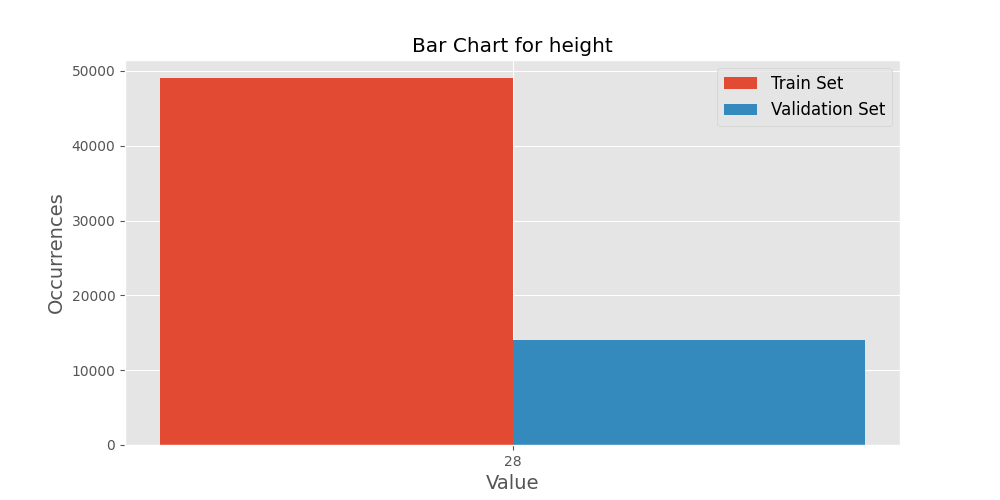 Bar Chart for height
50000
40000
30000
20000
10000
0
Occurrences
Train Set
Validation Set
28
Value